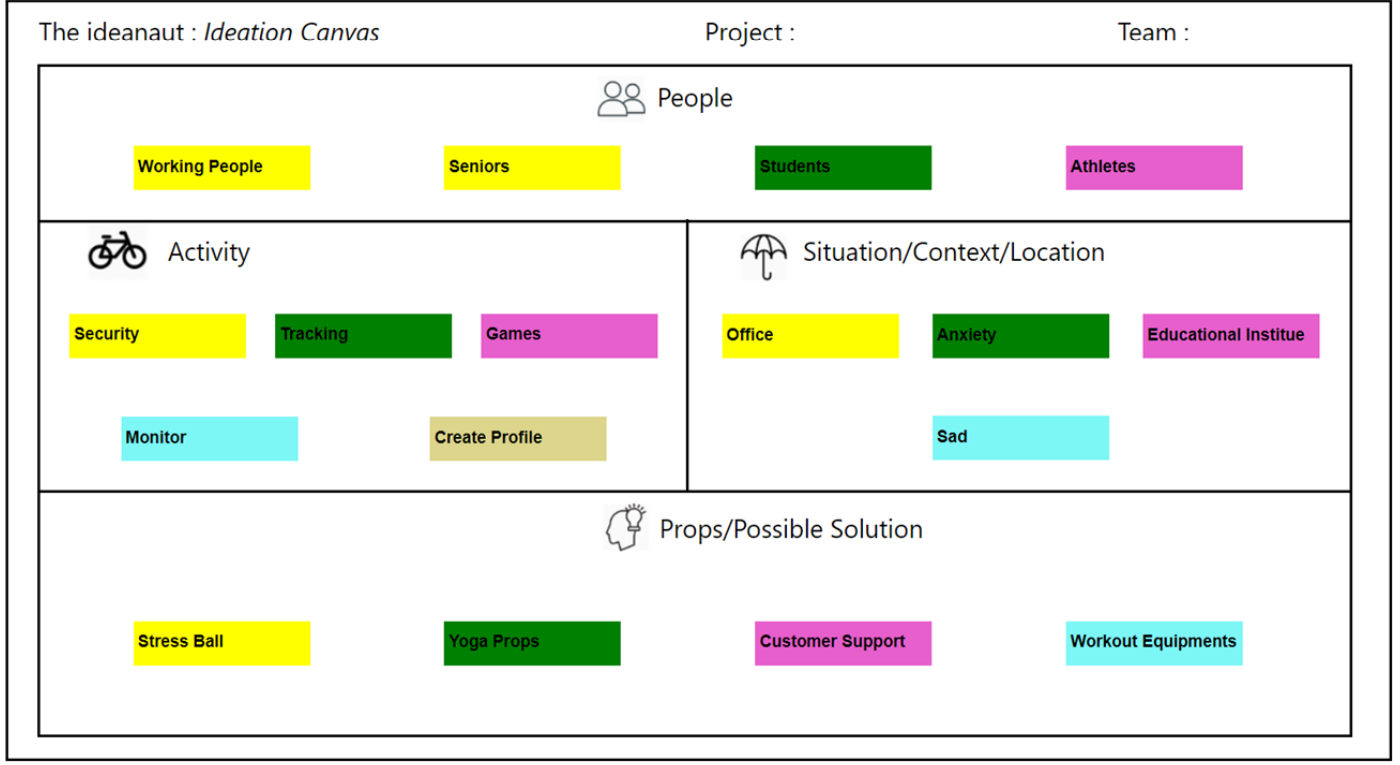 The ideanaut : Ideation Canvas Project : Team :
People
Working People Seniors Students Athletes
Activity
Situation/Context/Location
Security Tracking Games
Office Anxiety Educational Institue
Monitor Create Profile
Sad
Props/Possible Solution
Stress Ball Yoga Props Customer Support Workout Equipments